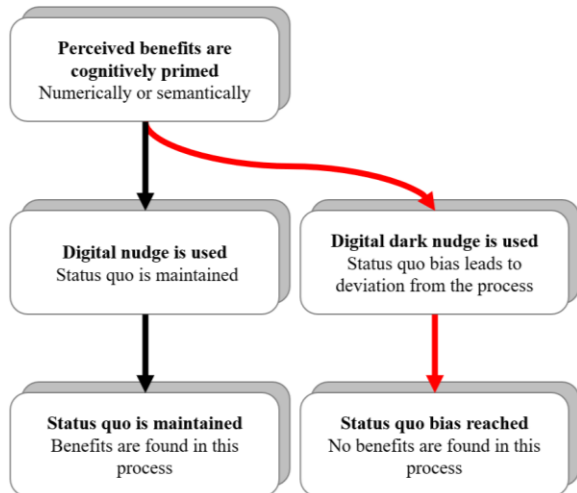 Perceived benefits are
cognitively primed
Numerically or semantically
Digital nudge is used
Status quo is maintained
Digital dark nudge is used
Status quo bias leads to
deviation from the process
Status quo is maintained
Benefits are found in this
process
Status quo bias reached
No benefits are found in this
process